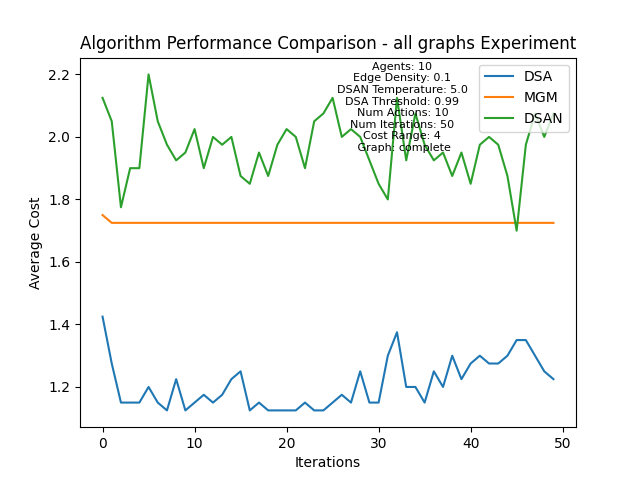 Algorithm Performance Comparison - all graphs Experiment
Agents: 10
Edge Density: 0.1
DSAN Temperature: 5.0
DSA Threshold: 0.99
Num Actions: 10
Num Iterations: 50
Cost Range: 4
Graph: complete
DSA
MGM
DSAN
2.2
2.0
1.8
1.6
1.4
1.2
Average Cost
0 10 20 30 40 50
Iterations